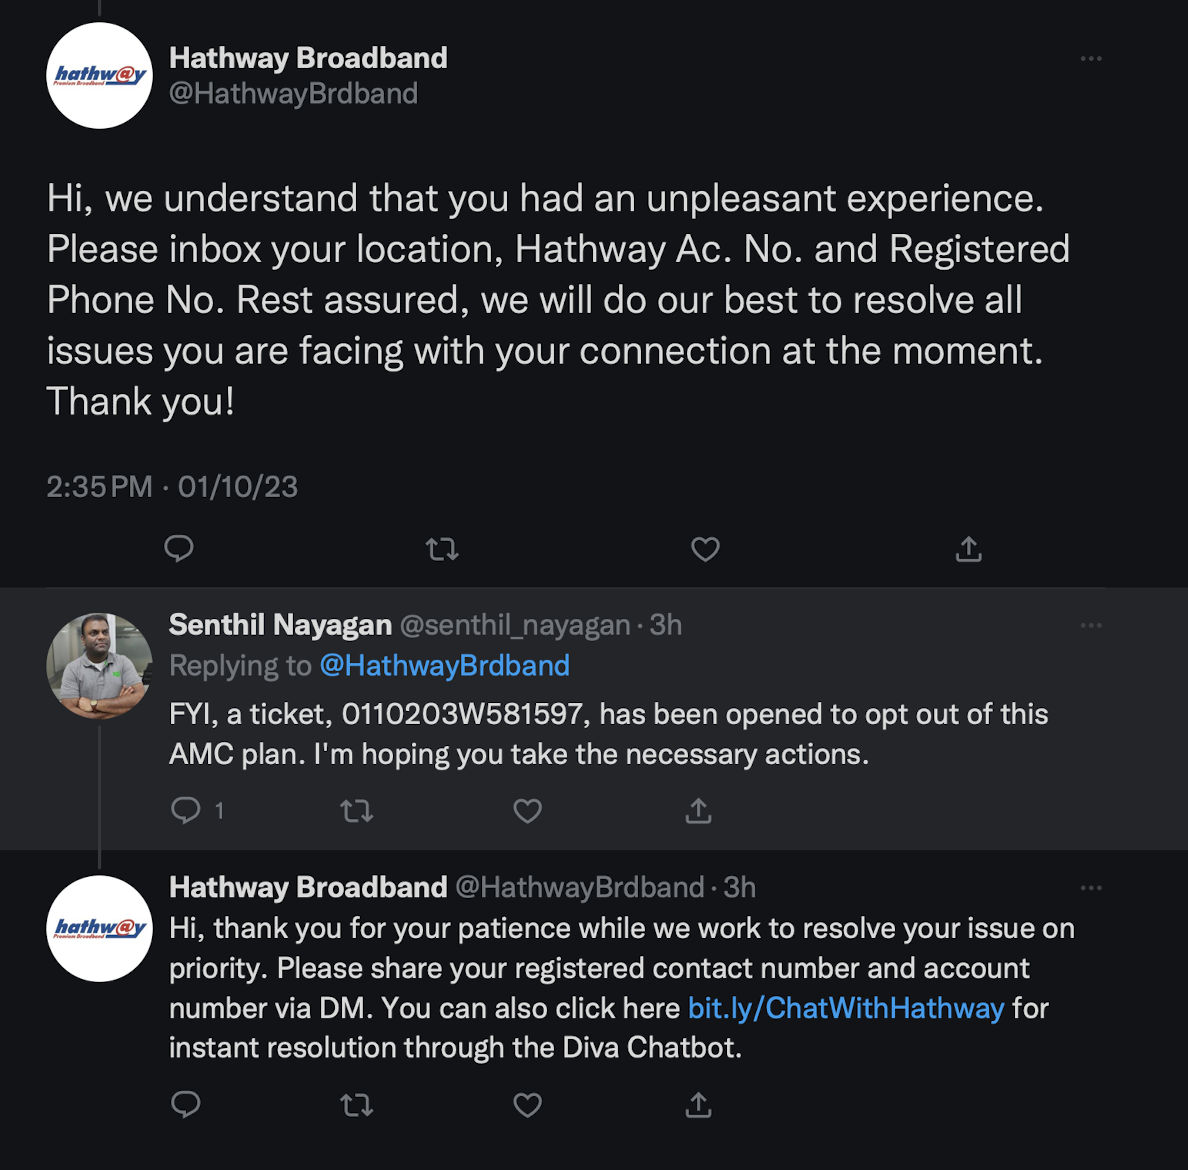 hathw@y
Premium Broadband
Hathway Broadband
@HathwayBrdband
Hi, we understand that you had an unpleasant experience.
Please inbox your location, Hathway Ac. No. and Registered
Phone No. Rest assured, we will do our best to resolve all
issues you are facing with your connection at the moment.
Thank you!
2:35 PM · 01/10/23
Senthil Nayagan @senthil_nayagan · 3h
Replying to @HathwayBrdband
FYI, a ticket, 0110203W581597, has been opened to opt out of this
AMC plan. I'm hoping you take the necessary actions.
1
hathw@y
Premium Broadband
Hathway Broadband @HathwayBrdband · 3h
Hi, thank you for your patience while we work to resolve your issue on
priority. Please share your registered contact number and account
number via DM. You can also click here bit.ly/ChatWithHathway for
instant resolution through the Diva Chatbot.